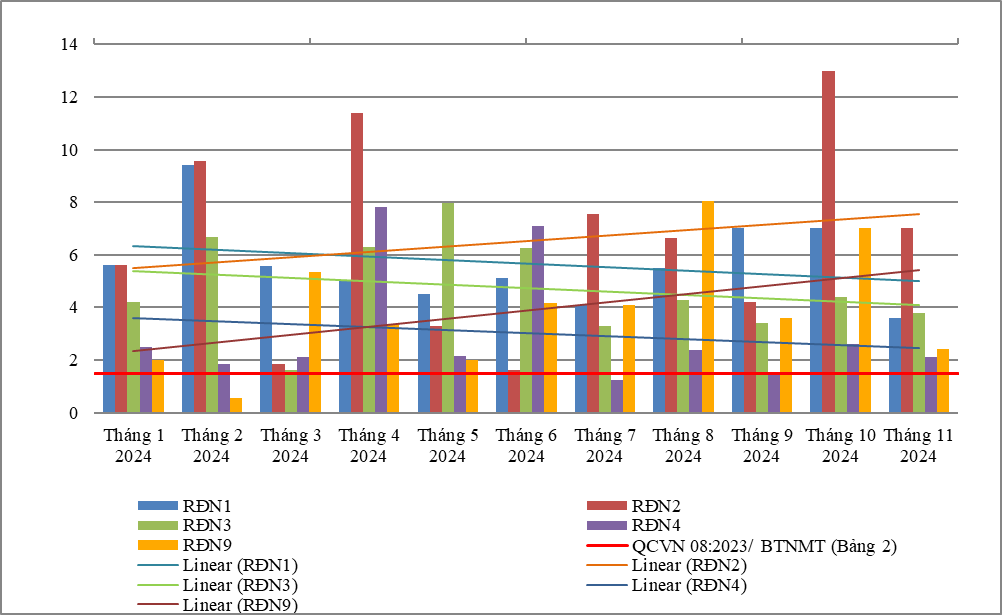 14
12
10
8
6
4
2
0
Tháng 1 Tháng 2 Tháng 3 Tháng 4 Tháng 5 Tháng 6 Tháng 7 Tháng 8 Tháng 9 Tháng 10 Tháng 11
2024 2024 2024 2024 2024 2024 2024 2024 2024 2024 2024
RĐN1 RĐN2
RĐN3 RĐN4
RĐN9 QCVN 08:2023/ BTNMT (Bảng 2)
Linear (RĐN1) Linear (RĐN2)
Linear (RĐN3) Linear (RĐN4)
Linear (RĐN9)